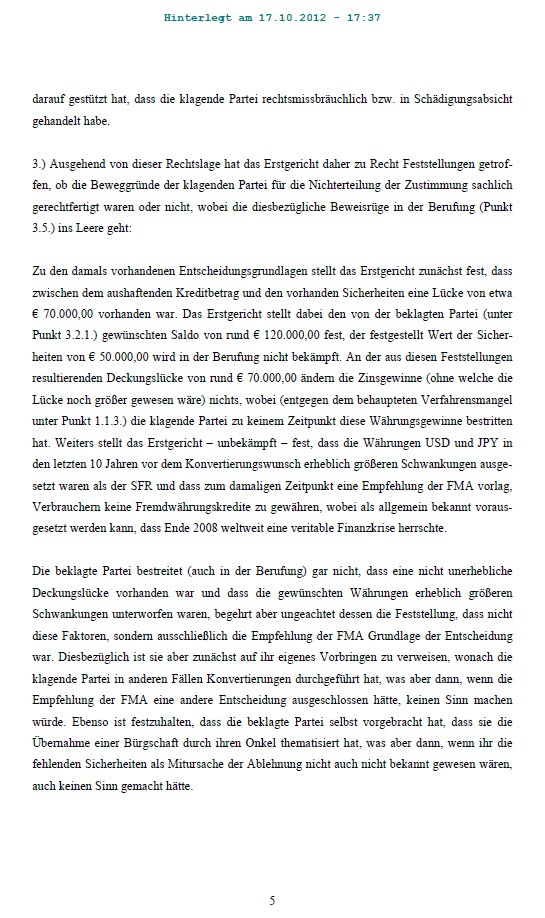 Hinterlegt am 17.10.2012 - 17:37
darauf gestützt hat, dass die klagende Partei rechtsmissbräuchlich bzw. in Schädigungsabsicht
gehandelt habe.
3.) Ausgehend von dieser Rechtslage hat das Erstgericht daher zu Recht Feststellungen getrof-
fen, ob die Beweggründe der klagenden Partei für die Nichterteilung der Zustimmung sachlich
gerechtfertigt waren oder nicht, wobei die diesbezügliche Beweisrüge in der Berufung (Punkt
3.5.) ins Leere geht:
Zu den damals vorhandenen Entscheidungsgrundlagen stellt das Erstgericht zunächst fest, dass
zwischen dem aushaftenden Kreditbetrag und den vorhanden Sicherheiten eine Lücke von etwa
€ 70.000,00 vorhanden war. Das Erstgericht stellt dabei den von der beklagten Partei (unter
Punkt 3.2.1.) gewünschten Saldo von rund € 120.000,00 fest, der festgestellt Wert der Sicher-
heiten von € 50.000,00 wird in der Berufung nicht bekämpft. An der aus diesen Feststellungen
resultierenden Deckungslücke von rund € 70.000,00 ändern die Zinsgewinne (ohne welche die
Lücke noch größer gewesen wäre) nichts, wobei (entgegen dem behaupteten Verfahrensmangel
unter Punkt 1.1.3.) die klagende Partei zu keinem Zeitpunkt diese Währungsgewinne bestritten
hat. Weiters stellt das Erstgericht – unbekämpft – fest, dass die Währungen USD und JPY in
den letzten 10 Jahren vor dem Konvertierungswunsch erheblich größeren Schwankungen ausge-
setzt waren als der SFR und dass zum damaligen Zeitpunkt eine Empfehlung der FMA vorlag,
Verbrauchern keine Fremdwährungskredite zu gewähren, wobei als allgemein bekannt voraus-
gesetzt werden kann, dass Ende 2008 weltweit eine veritable Finanzkrise herrschte.
Die beklagte Partei bestreitet (auch in der Berufung) gar nicht, dass eine nicht unerhebliche
Deckungslücke vorhanden war und dass die gewünschten Währungen erheblich größeren
Schwankungen unterworfen waren, begehrt aber ungeachtet dessen die Feststellung, dass nicht
diese Faktoren, sondern ausschließlich die Empfehlung der FMA Grundlage der Entscheidung
war. Diesbezüglich ist sie aber zunächst auf ihr eigenes Vorbringen zu verweisen, wonach die
klagende Partei in anderen Fällen Konvertierungen durchgeführt hat, was aber dann, wenn die
Empfehlung der FMA eine andere Entscheidung ausgeschlossen hätte, keinen Sinn machen
würde. Ebenso ist festzuhalten, dass die beklagte Partei selbst vorgebracht hat, dass sie die
Übernahme einer Bürgschaft durch ihren Onkel thematisiert hat, was aber dann, wenn ihr die
fehlenden Sicherheiten als Mitursache der Ablehnung nicht auch nicht bekannt gewesen wären,
auch keinen Sinn gemacht hätte.
5